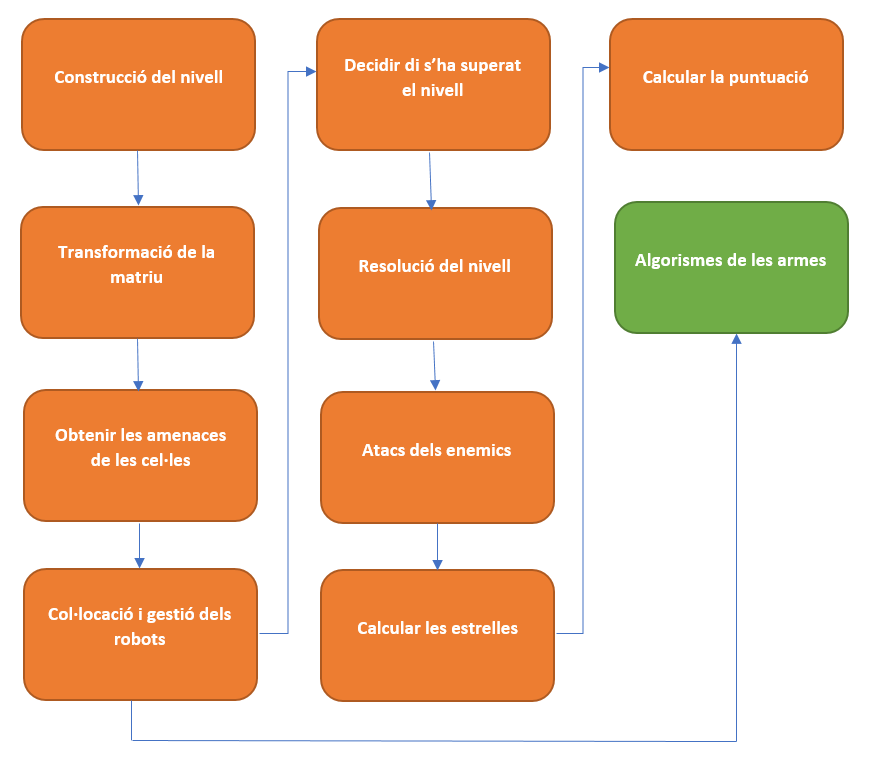 Construcció del nivell
Transformació de la
matriu
Obtenir les amenaces
de les cel·les
Col·locació i gestió dels
robots
Decidir di s'ha superat
el nivell
Resolució del nivell
Atacs dels enemics
Calcular les estrelles
Calcular la puntuació
Algorismes de les armes